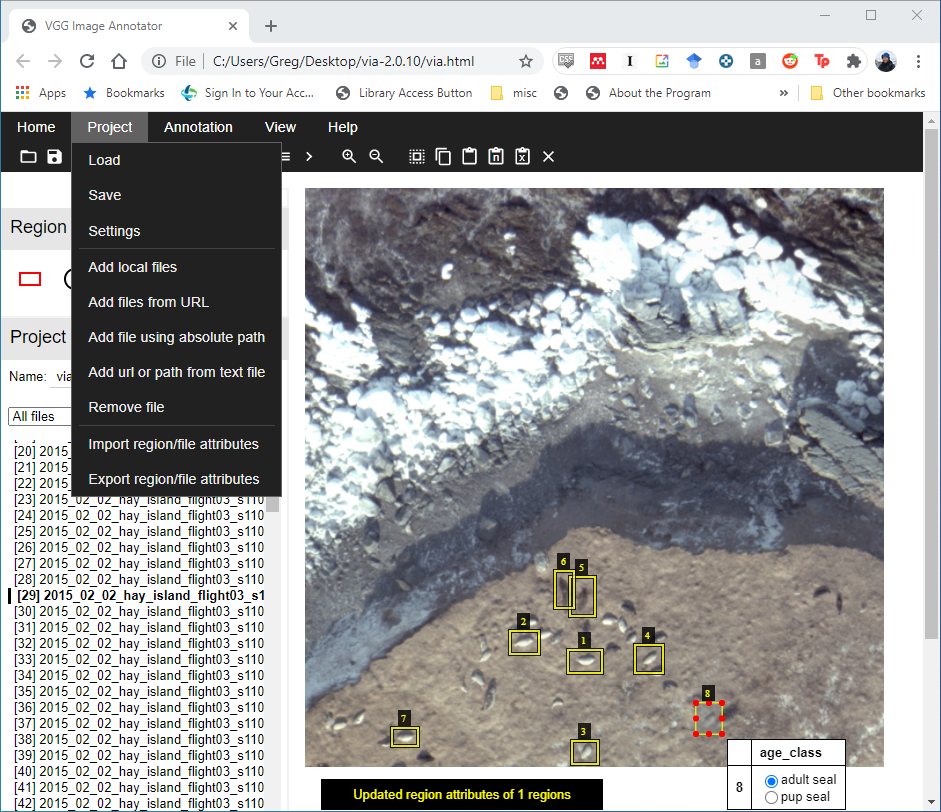 VGG Image Annotator
File C:/Users/Greg/Desktop/via-2.0.10/via.html
Apps Bookmarks Sign In to Your Acc... Library Access Button misc About the Program » Other bookmarks
Home Project Annotation View Help
Load
Save
Settings
Add local files
Add files from URL
Add file using absolute path
Add url or path from text file
Remove file
Import region/file attributes
Export region/file attributes
Region
Project
Name: via
All files
[20] 2015_
[21] 2015_
[22] 2015_
[23] 2015_02_02_hay_island_flight03_s110
[24] 2015_02_02_hay_island_flight03_s110
[25] 2015_02_02_hay_island_flight03_s110
[26] 2015_02_02_hay_island_flight03_s110
[27] 2015_02_02_hay_island_flight03_s110
[28] 2015_02_02_hay_island_flight03_s110
[29] 2015_02_02_hay_island_flight03_s1
[30] 2015_02_02_hay_island_flight03_s110
[31] 2015_02_02_hay_island_flight03_s110
[32] 2015_02_02_hay_island_flight03_s110
[33] 2015_02_02_hay_island_flight03_s110
[34] 2015_02_02_hay_island_flight03_s110
[35] 2015_02_02_hay_island_flight03_s110
[36] 2015_02_02_hay_island_flight03_s110
[37] 2015_02_02_hay_island_flight03_s110
[38] 2015_02_02_hay_island_flight03_s110
[39] 2015_02_02_hay_island_flight03_s110
[40] 2015_02_02_hay_island_flight03_s110
[41] 2015_02_02_hay_island_flight03_s110
[42] 2015_02_02_hay_island_flight03_s110
6
5
2
1
4
8
7
3
age_class
8
adult seal
pup seal
Updated region attributes of 1 regions